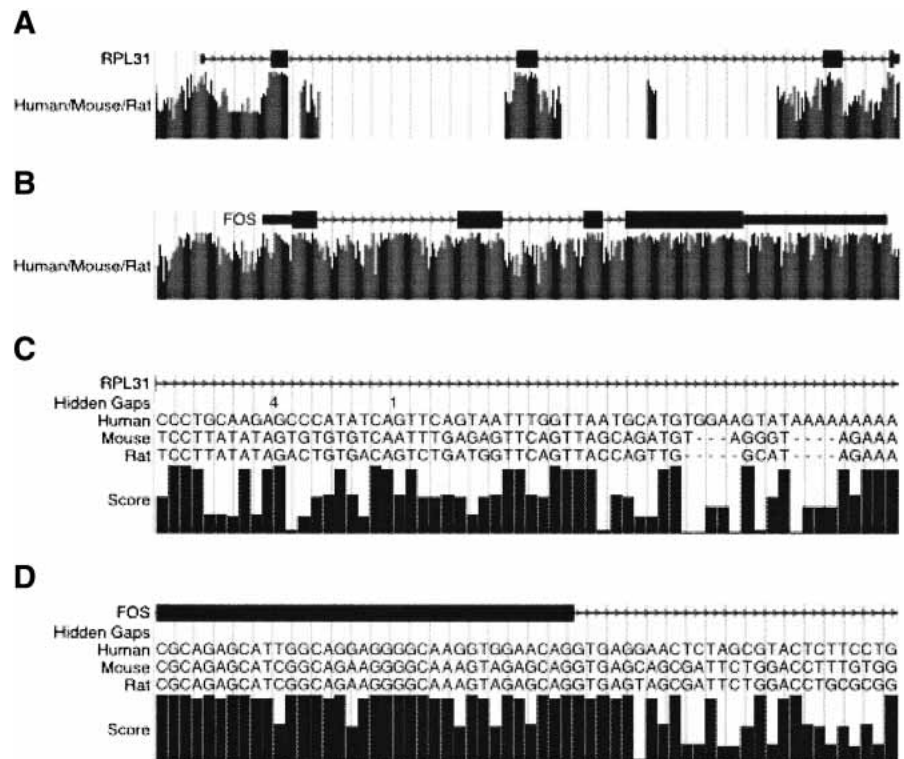 A
RPL31
Human/Mouse/Rat
B
FOS
Human/Mouse/Rat
C
RPL31
Hidden Gaps 4 1
Human CCCTGCAAGAGCCCATATCAGTTCAGTAATTTGGTTAATGCATGTGGAAGTATAAAAAAAAA
Mouse TCCTTATATAGTGTGTGTCAATTTGAGAGTTCAGTTAGCAGATGT---AGGGT----AGAAA
Rat TCCTTATATAGACTGTGACAGTCTGATGGTTCAGTTACCAGTTG-----GCAT----AGAAA
Score
D
FOS
Hidden Gaps
Human CGCAGAGCATTGGCAGGAGGGGCAAGGTGGAACAGGTGAGGAACTCTAGCGTACTCTTCCTG
Mouse CGCAGAGCATCGGCAGAAGGGGCAAAGTAGAGCAGGTGAGCAGCGATTCTGGACCTTTGTGG
Rat CGCAGAGCATCGGCAGAAGGGGCAAAGTAGAGCAGGTGAGTAGCGATTCTGGACCTGCGCGG
Score